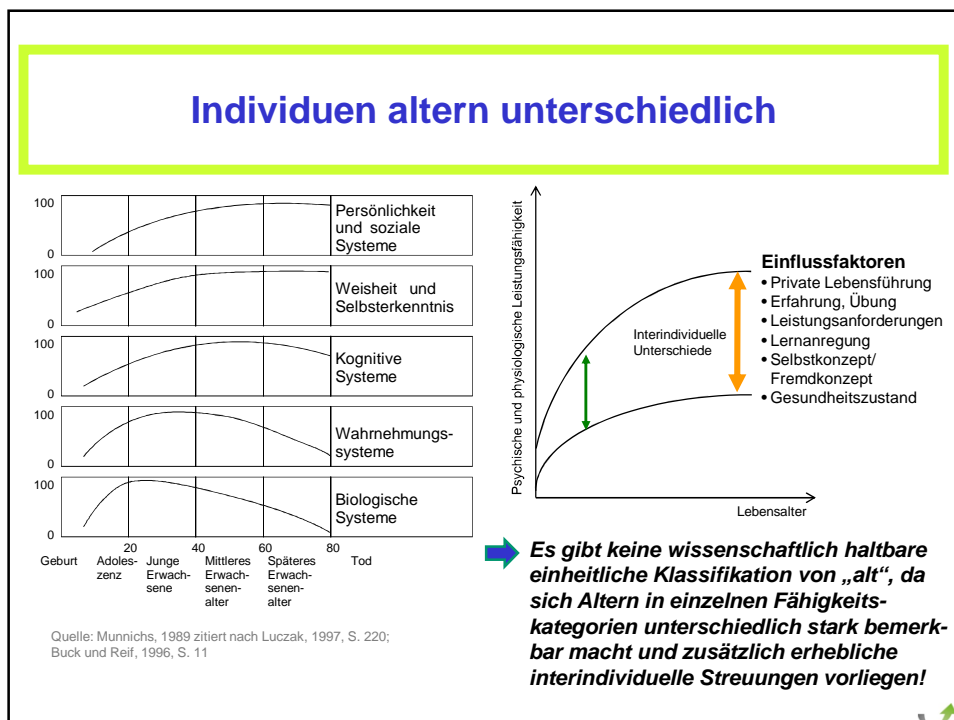 Individuen altern unterschiedlich
100
0
Persönlichkeit
und soziale
Systeme
100
0
Weisheit und
Selbsterkenntnis
100
0
Kognitive
Systeme
100
0
Wahrnehmungs-
systeme
100
0
Biologische
Systeme
20 40 60 80
Geburt
Adoles-
zenz
Junge
Erwach-
sene
Mittleres
Erwach-
senen-
alter
Späteres
Erwach-
senen-
alter
Tod
Quelle: Munnichs, 1989 zitiert nach Luczak, 1997, S. 220;
Buck und Reif, 1996, S. 11
Psychische und physiologische Leistungsfähigkeit
Interindividuelle
Unterschiede
Lebensalter
Einflussfaktoren
• Private Lebensführung
• Erfahrung, Übung
• Leistungsanforderungen
• Lernanregung
• Selbstkonzept/
Fremdkonzept
• Gesundheitszustand
Es gibt keine wissenschaftlich haltbare
einheitliche Klassifikation von „alt“, da
sich Altern in einzelnen Fähigkeits-
kategorien unterschiedlich stark bemerk-
bar macht und zusätzlich erhebliche
interindividuelle Streuungen vorliegen!